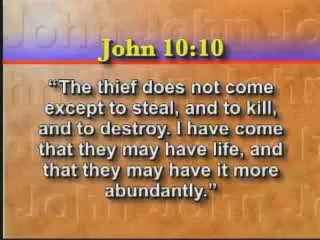 John 10:10
“The thief does not come
except to steal, and to kill,
and to destroy. I have come
that they may have life, and
that they may have it more
abundantly.”